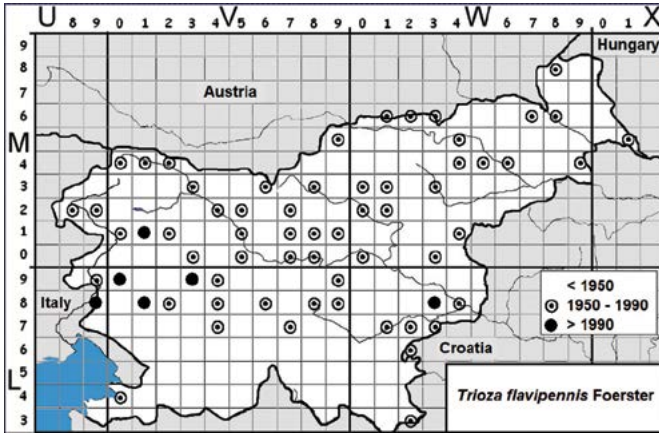 U 8 9 0 1 2 3 V 5 6 7 8 9 0 1 2 3 4 W 6 7 8 9 0 1 X
9
Hungary
8
7
Austria
6
M 5
4
3
2
1
0
9
Italy
< 1950
8
1950 - 1990
7
> 1990
6
Croatia
L 5
4
Trioza flavipennis Foerster
3